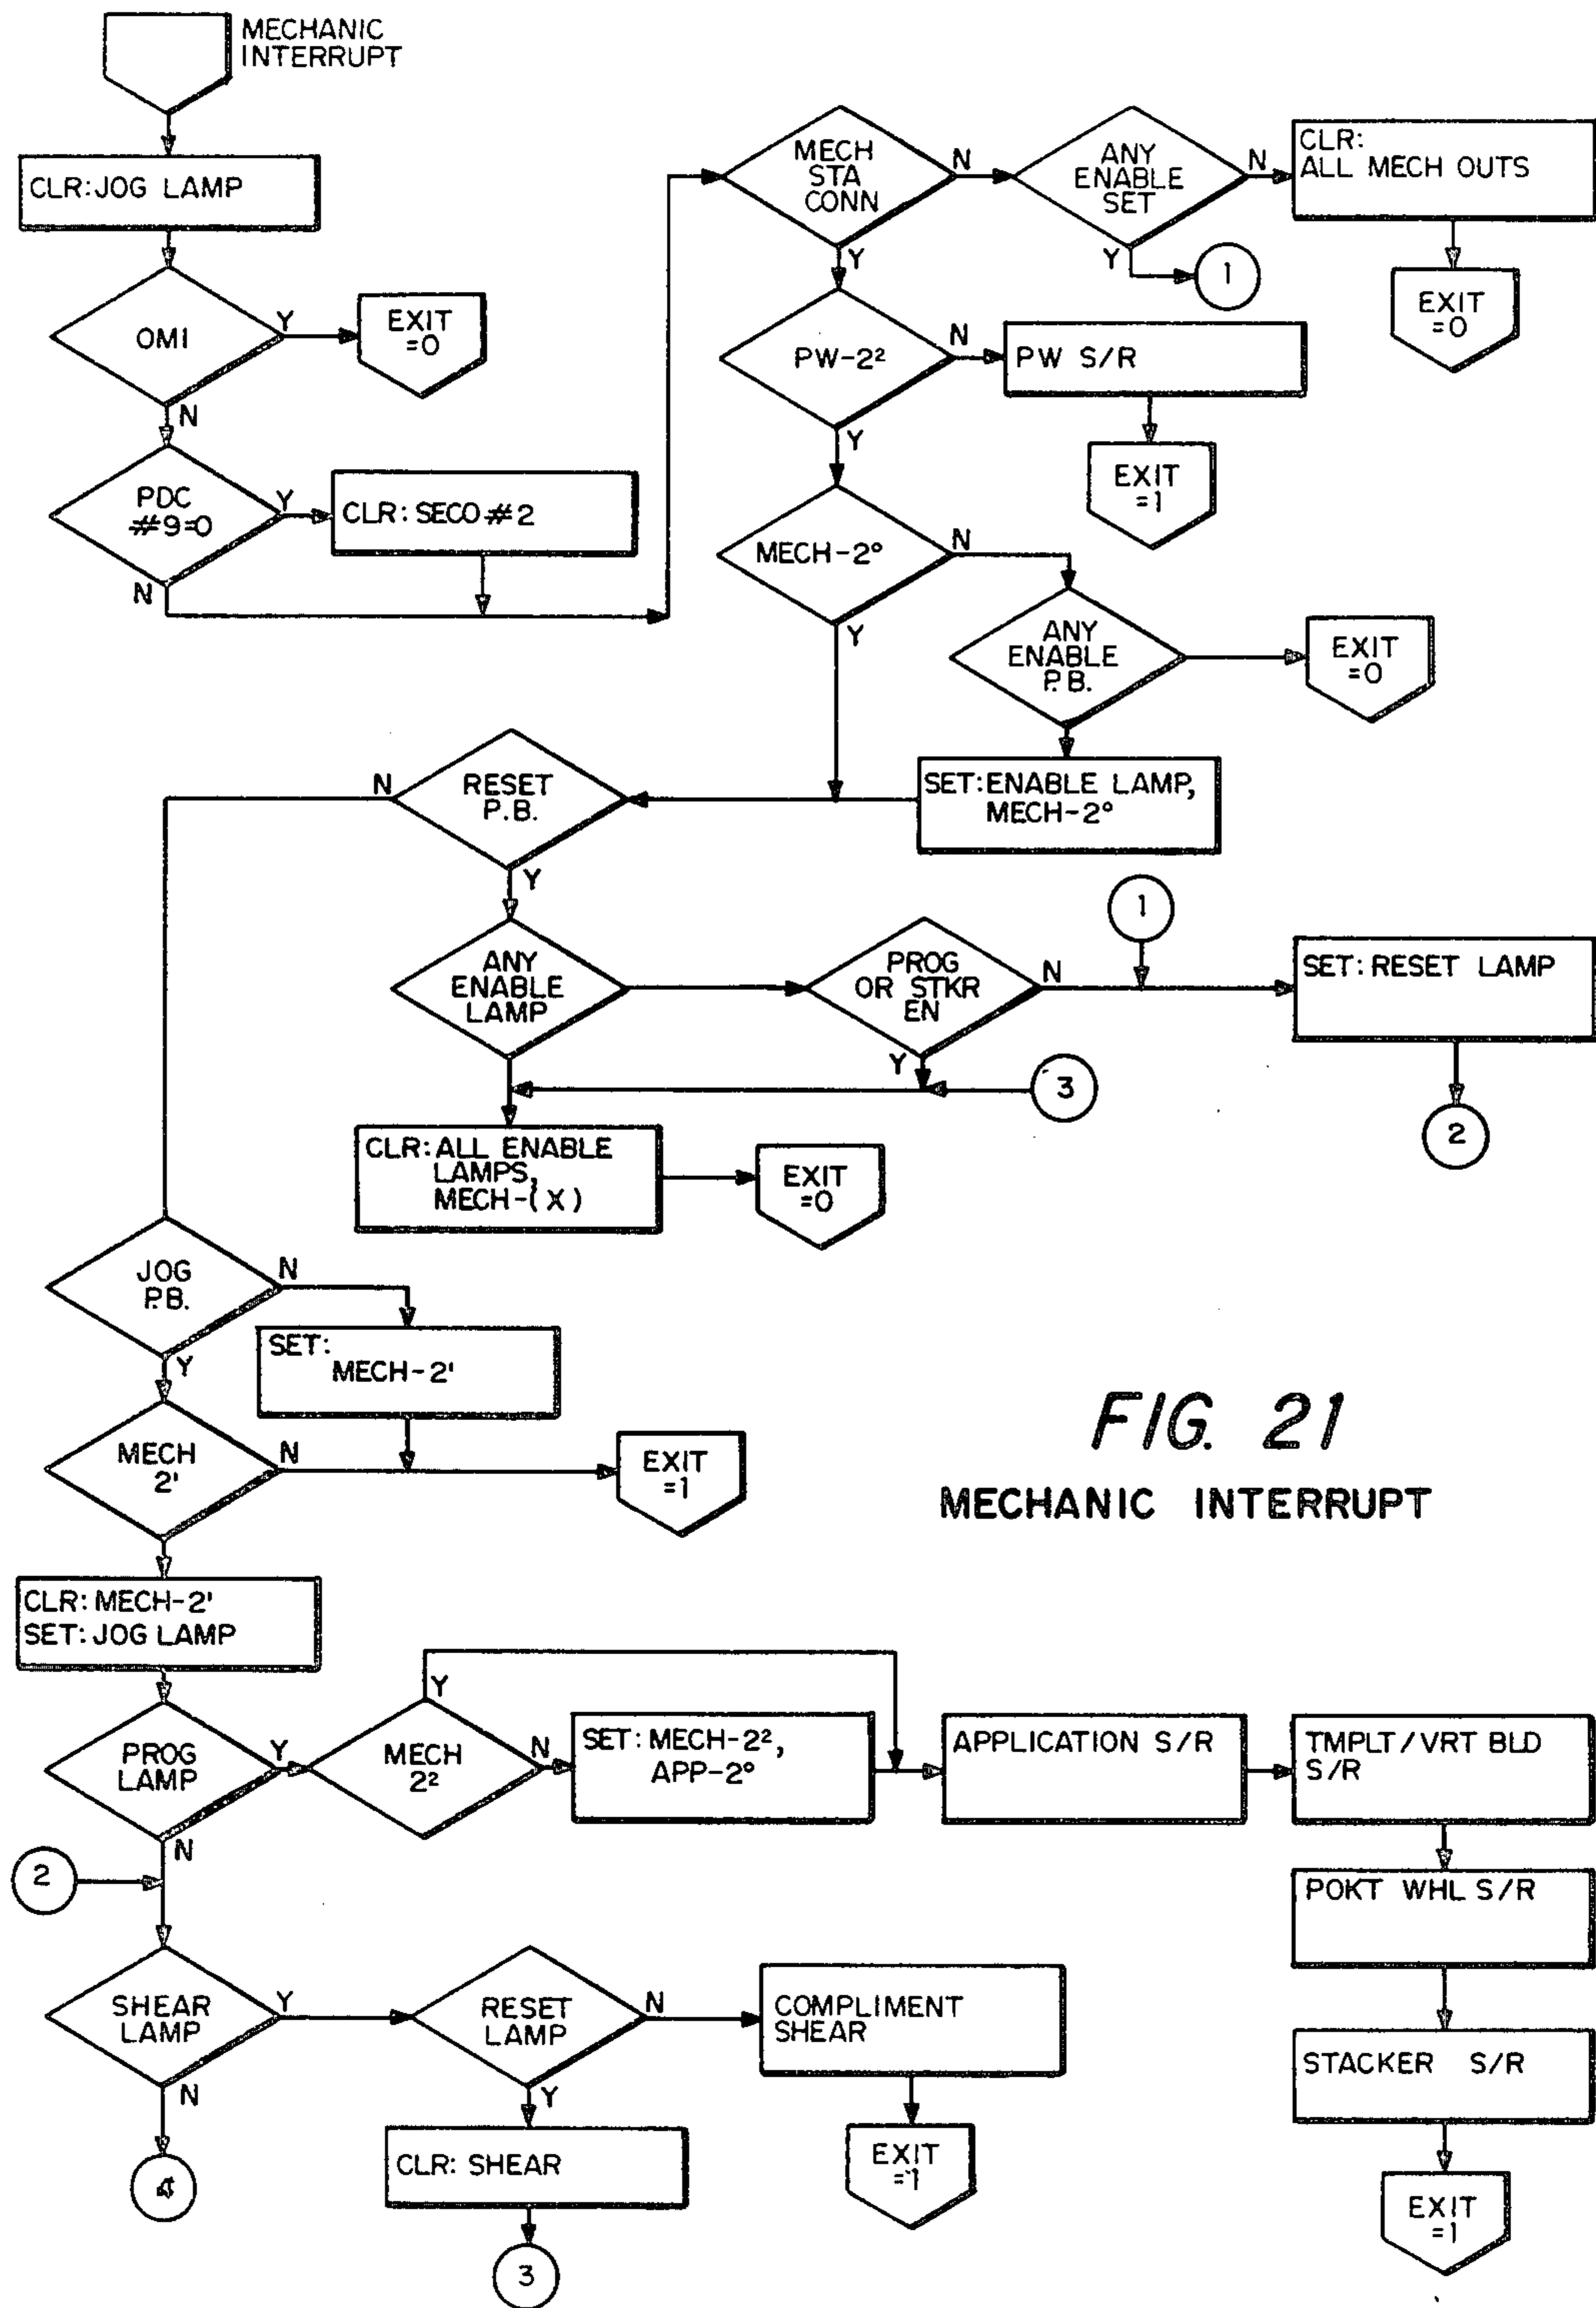 MECHANIC
INTERRUPT
CLR: JOG LAMP
OM1
Y
EXIT
=0
N
PDC
#9=0
Y
CLR: SECO #2
N
MECH
STA
CONN
N
ANY
ENABLE
SET
N
CLR:
ALL MECH OUTS
Y
Y
1
EXIT
=0
PW-2²
N
PW S/R
Y
EXIT
=1
MECH-2°
N
Y
ANY
ENABLE
P.B.
EXIT
=0
SET: ENABLE LAMP,
MECH-2°
RESET
P.B.
N
Y
ANY
ENABLE
LAMP
PROG
OR STKR
EN
N
1
SET: RESET LAMP
Y
3
2
CLR: ALL ENABLE
LAMPS,
MECH-(X)
EXIT
=0
JOG
P.B.
N
SET:
MECH-2'
Y
MECH
2'
N
EXIT
=1
FIG. 21
MECHANIC INTERRUPT
CLR: MECH-2'
SET: JOG LAMP
PROG
LAMP
Y
MECH
2²
Y
N
SET: MECH-2²,
APP-2°
APPLICATION S/R
TMPLT/VRT BLD
S/R
N
2
POKT WHL S/R
SHEAR
LAMP
Y
RESET
LAMP
N
COMPLIMENT
SHEAR
STACKER S/R
N
Y
4
CLR: SHEAR
EXIT
=1
EXIT
=1
3